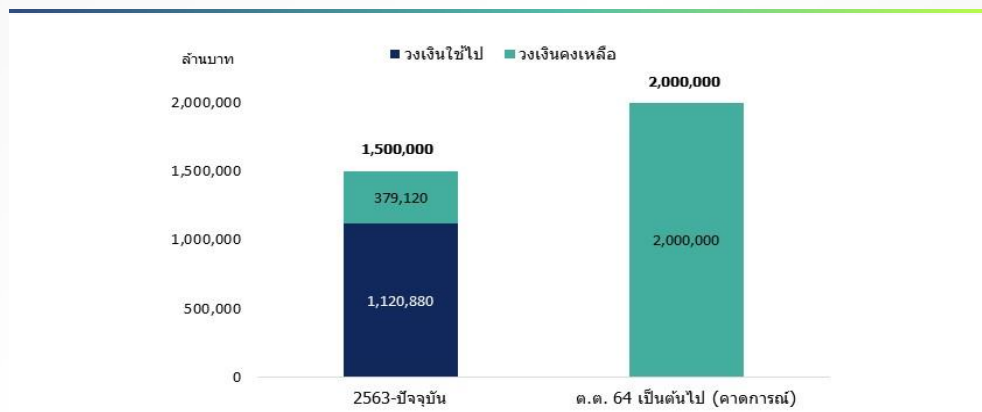 ล้านบาท
วงเงินใช้ไป วงเงินคงเหลือ
2,000,000
2,000,000
1,500,000
1,500,000
379,120
1,000,000
2,000,000
1,120,880
500,000
0
2563-ปัจจุบัน
ต.ค. 64 เป็นต้นไป (คาดการณ์)